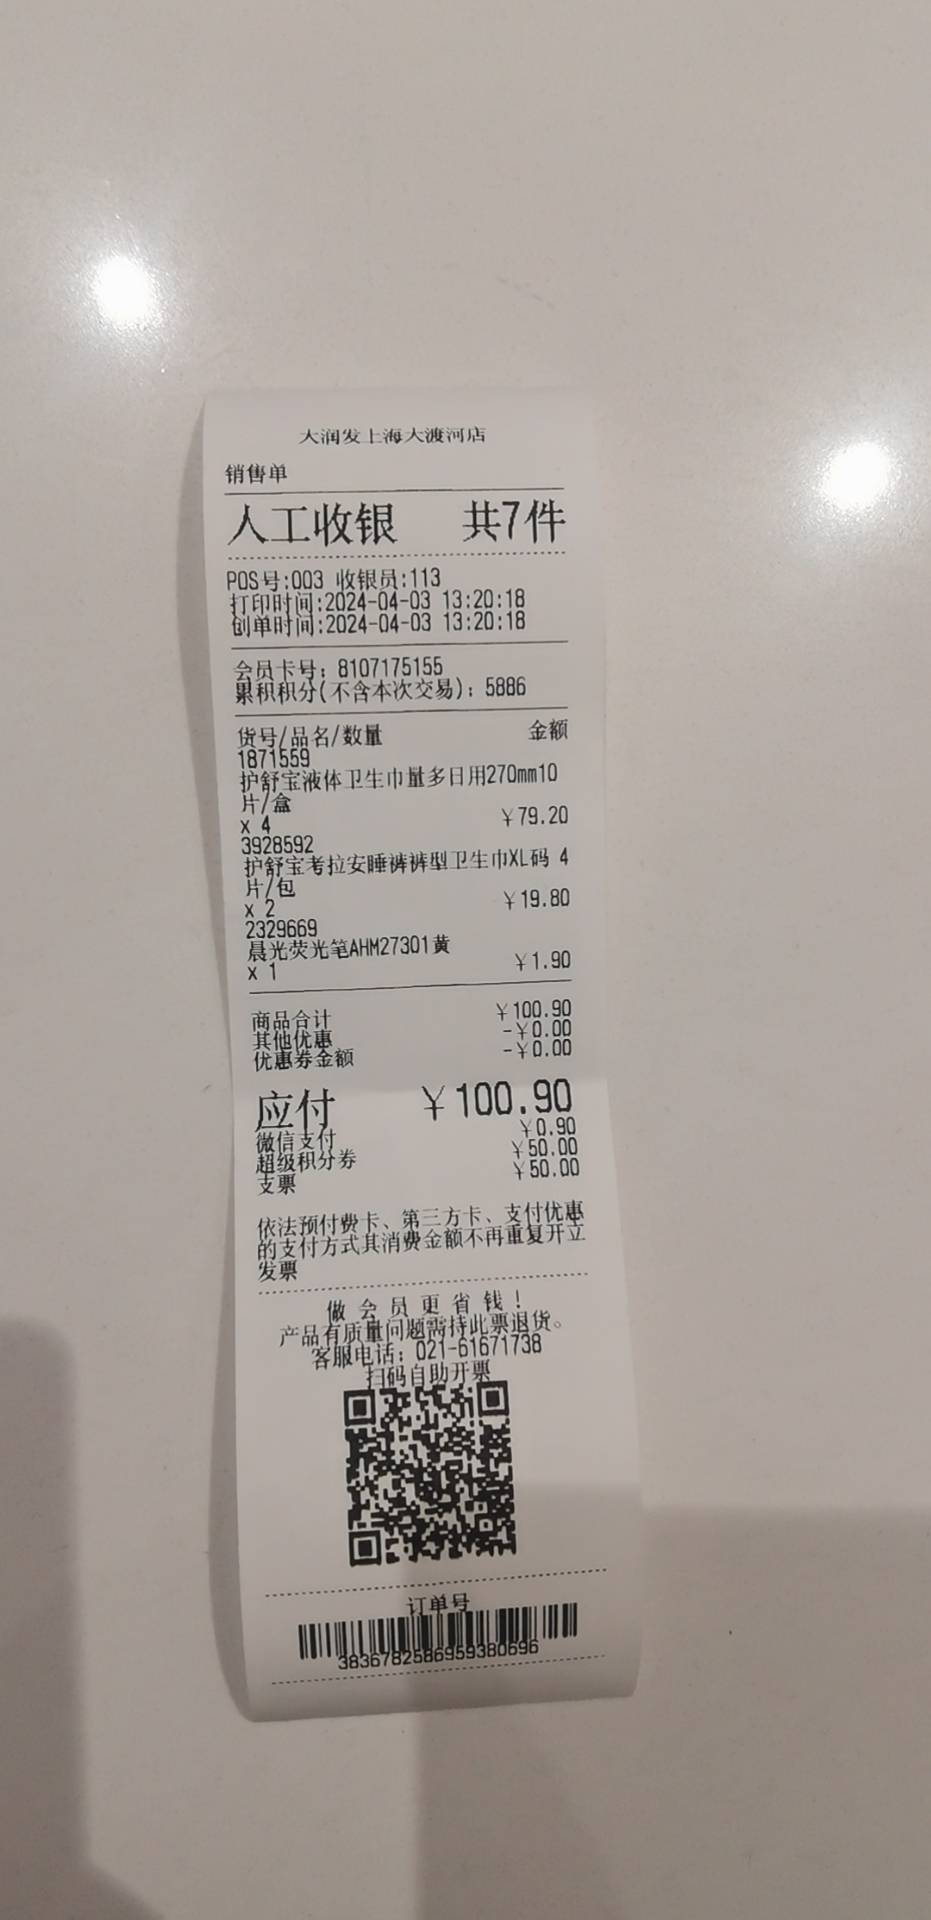 大润发上海大渡河店
销售单
人工收银 共7件
POS号:003 收银员:113
打印时间:2024-04-03 13:20:18
创单时间:2024-04-03 13:20:18
会员卡号：8107175155
累积积分(不含本次交易)：5886
货号/品名/数量 金额
1871559
护舒宝液体卫生巾量多日用270mm10
片/盒
x 4 ￥79.20
3928592
护舒宝考拉安睡裤裤型卫生巾XL码 4
片/包
x 2 ￥19.80
2329669
晨光荧光笔AHM27301黄
x 1 ￥1.90
商品合计 ￥100.90
其他优惠 -￥0.00
优惠券金额 -￥0.00
应付 ￥100.90
微信支付 ￥0.90
超级积分券 ￥50.00
支票 ￥50.00
依法预付费卡、第三方卡、支付优惠
的支付方式其消费金额不再重复开立
发票
做 会 员 更 省 钱！
产品有质量问题需持此票退货。
客服电话：021-61671738
扫码自助开票
订单号
3836782586959380696